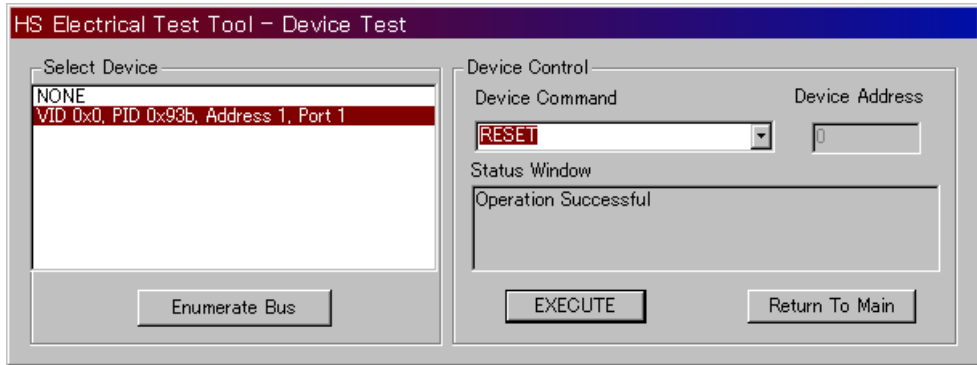 HS Electrical Test Tool - Device Test
Select Device
NONE
VID 0x0, PID 0x93b, Address 1, Port 1
Enumerate Bus
Device Control
Device Command
Device Address
RESET
0
Status Window
Operation Successful
EXECUTE
Return To Main